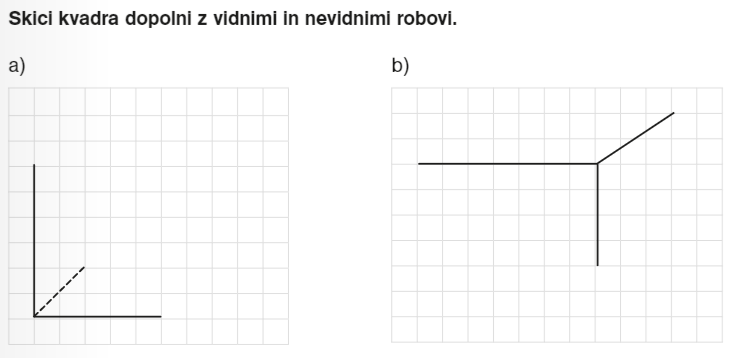 Skici kvadra dopolni z vidnimi in nevidnimi robovi.
a)
b)